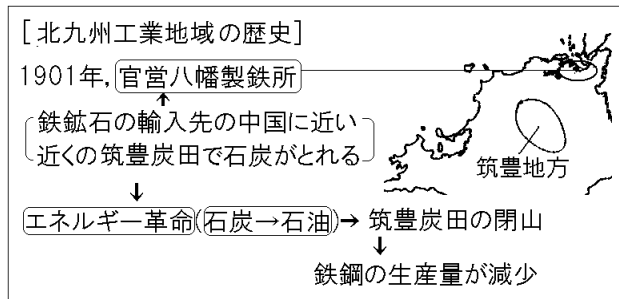 [北九州工業地域の歴史]
1901年,官営八幡製鉄所
鉄鉱石の輸入先の中国に近い
近くの筑豊炭田で石炭がとれる
筑豊地方
エネルギー革命(石炭→石油)→筑豊炭田の閉山
鉄鋼の生産量が減少